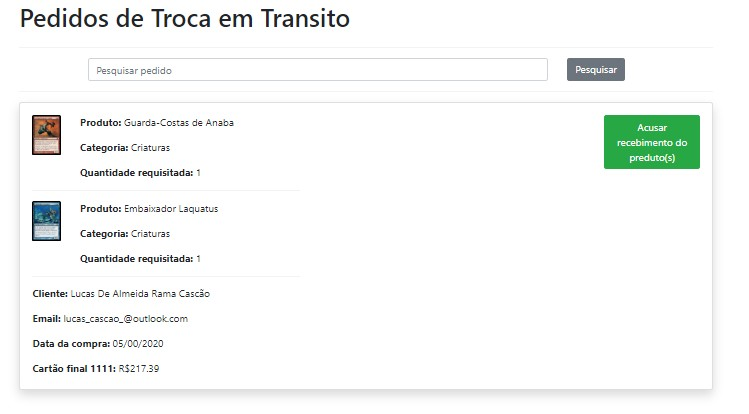 Pedidos de Troca em Transito
Pesquisar pedido
Pesquisar
Produto: Guarda-Costas de Anaba
Categoria: Criaturas
Quantidade requisitada: 1
Acusar
recebimento do
preduto(s)
Produto: Embaixador Laquatus
Categoria: Criaturas
Quantidade requisitada: 1
Cliente: Lucas De Almeida Rama Cascão
Email: lucas_cascao_@outlook.com
Data da compra: 05/00/2020
Cartão final 1111: R$217.39